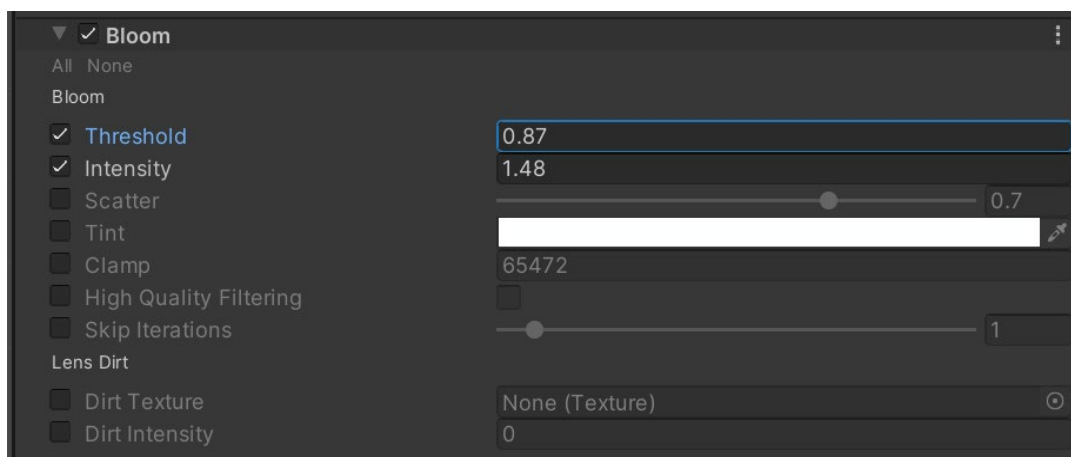 Bloom
All None
Bloom
Threshold 0.87
Intensity 1.48
Scatter 0.7
Tint
Clamp 65472
High Quality Filtering
Skip Iterations 1
Lens Dirt
Dirt Texture None (Texture)
Dirt Intensity 0